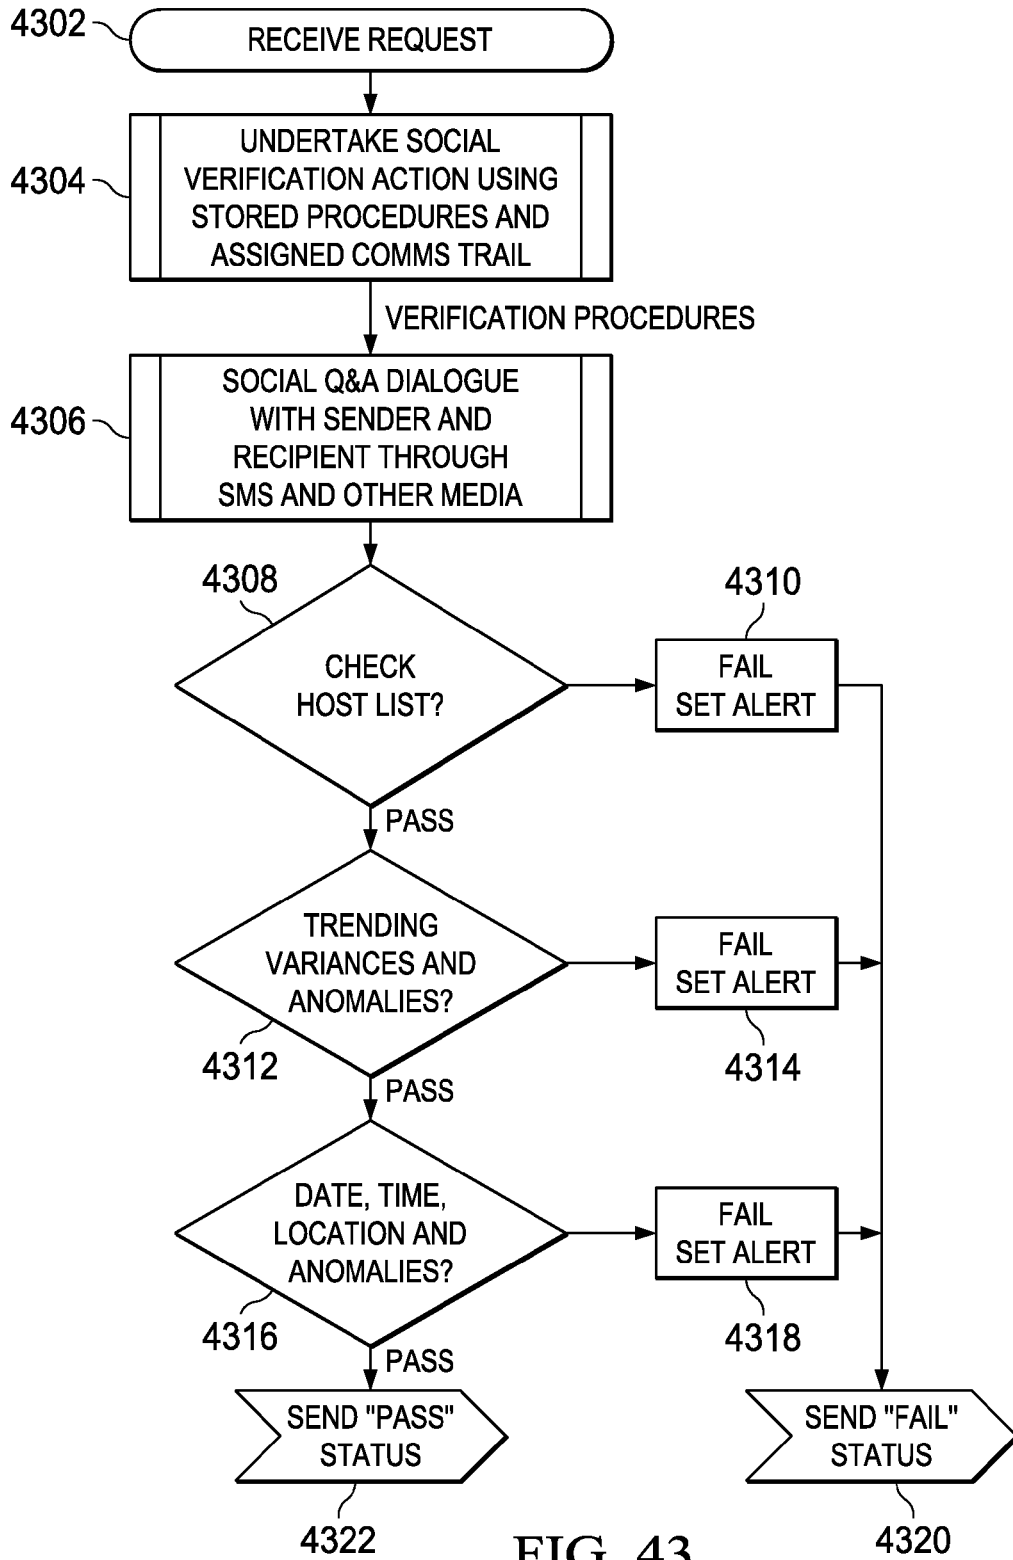 4302
RECEIVE REQUEST
4304
UNDERTAKE SOCIAL
VERIFICATION ACTION USING
STORED PROCEDURES AND
ASSIGNED COMMS TRAIL
VERIFICATION PROCEDURES
4306
SOCIAL Q&A DIALOGUE
WITH SENDER AND
RECIPIENT THROUGH
SMS AND OTHER MEDIA
4308
CHECK
HOST LIST?
4310
FAIL
SET ALERT
PASS
TRENDING
VARIANCES AND
ANOMALIES?
4312
FAIL
SET ALERT
4314
PASS
DATE, TIME,
LOCATION AND
ANOMALIES?
4316
FAIL
SET ALERT
4318
PASS
SEND "PASS"
STATUS
4322
SEND "FAIL"
STATUS
4320
FIG. 43